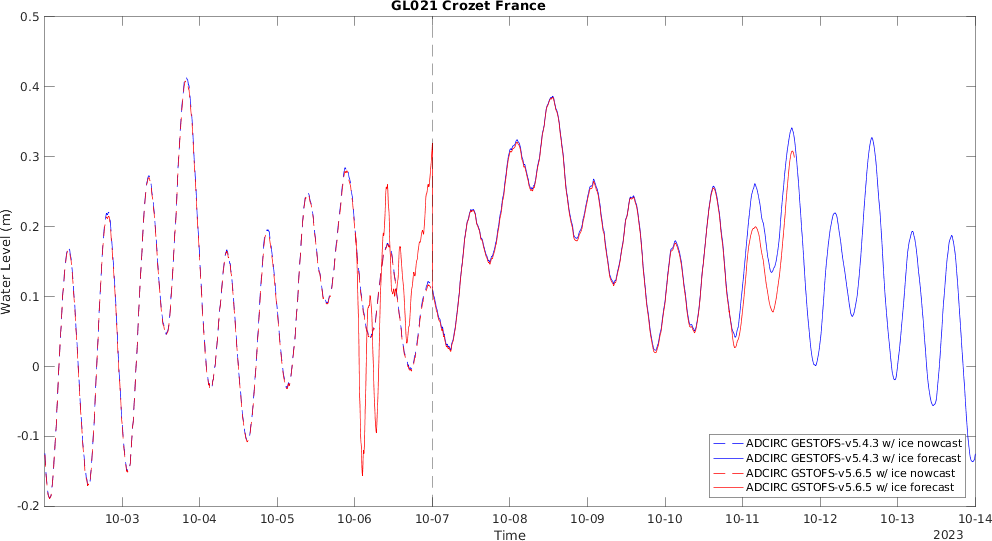 GL021 Crozet France
Water Level (m)
0.5
0.4
0.3
0.2
0.1
0
-0.1
-0.2
ADCIRC GESTOFS-v5.4.3 w/ ice nowcast
ADCIRC GESTOFS-v5.4.3 w/ ice forecast
ADCIRC GSTOFS-v5.6.5 w/ ice nowcast
ADCIRC GSTOFS-v5.6.5 w/ ice forecast
10-03 10-04 10-05 10-06 10-07 10-08 10-09 10-10 10-11 10-12 10-13 10-14
Time
2023